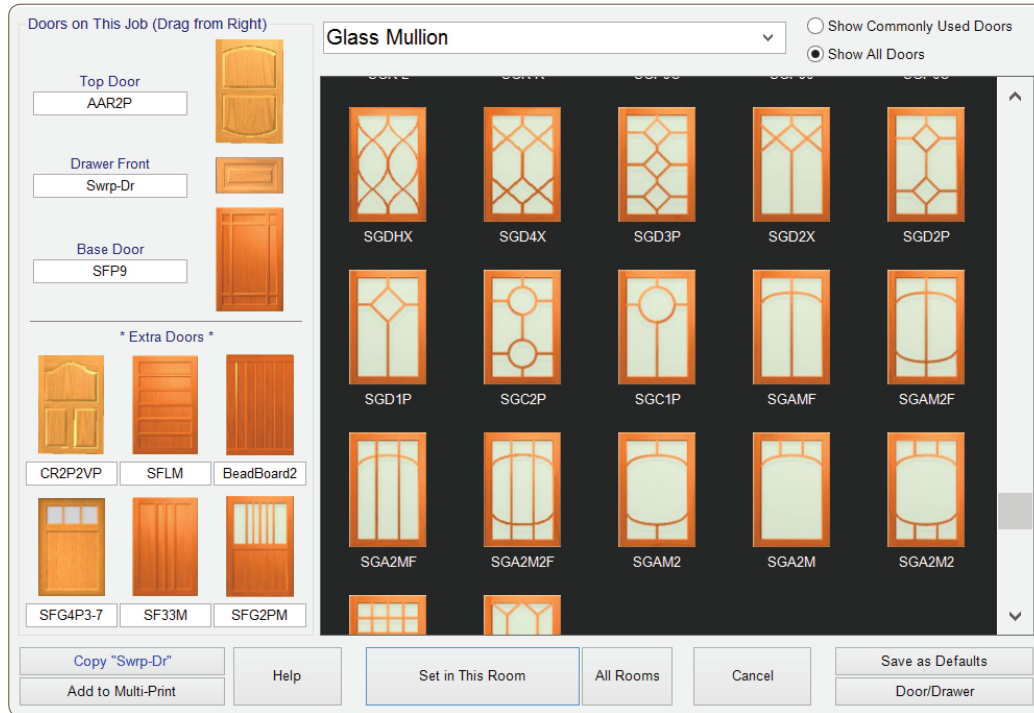 Doors on This Job (Drag from Right)
Top Door
AAR2P
Drawer Front
Swrp-Dr
Base Door
SFP9
* Extra Doors *
CR2P2VP SFLM BeadBoard2
SFG4P3-7 SF33M SFG2PM
Glass Mullion
Show Commonly Used Doors
Show All Doors
SGDHX SGD4X SGD3P SGD2X SGD2P
SGD1P SGC2P SGC1P SGAMF SGAM2F
SGA2MF SGA2M2F SGAM2 SGA2M SGA2M2
Copy "Swrp-Dr"
Add to Multi-Print
Help
Set in This Room
All Rooms
Cancel
Save as Defaults
Door/Drawer